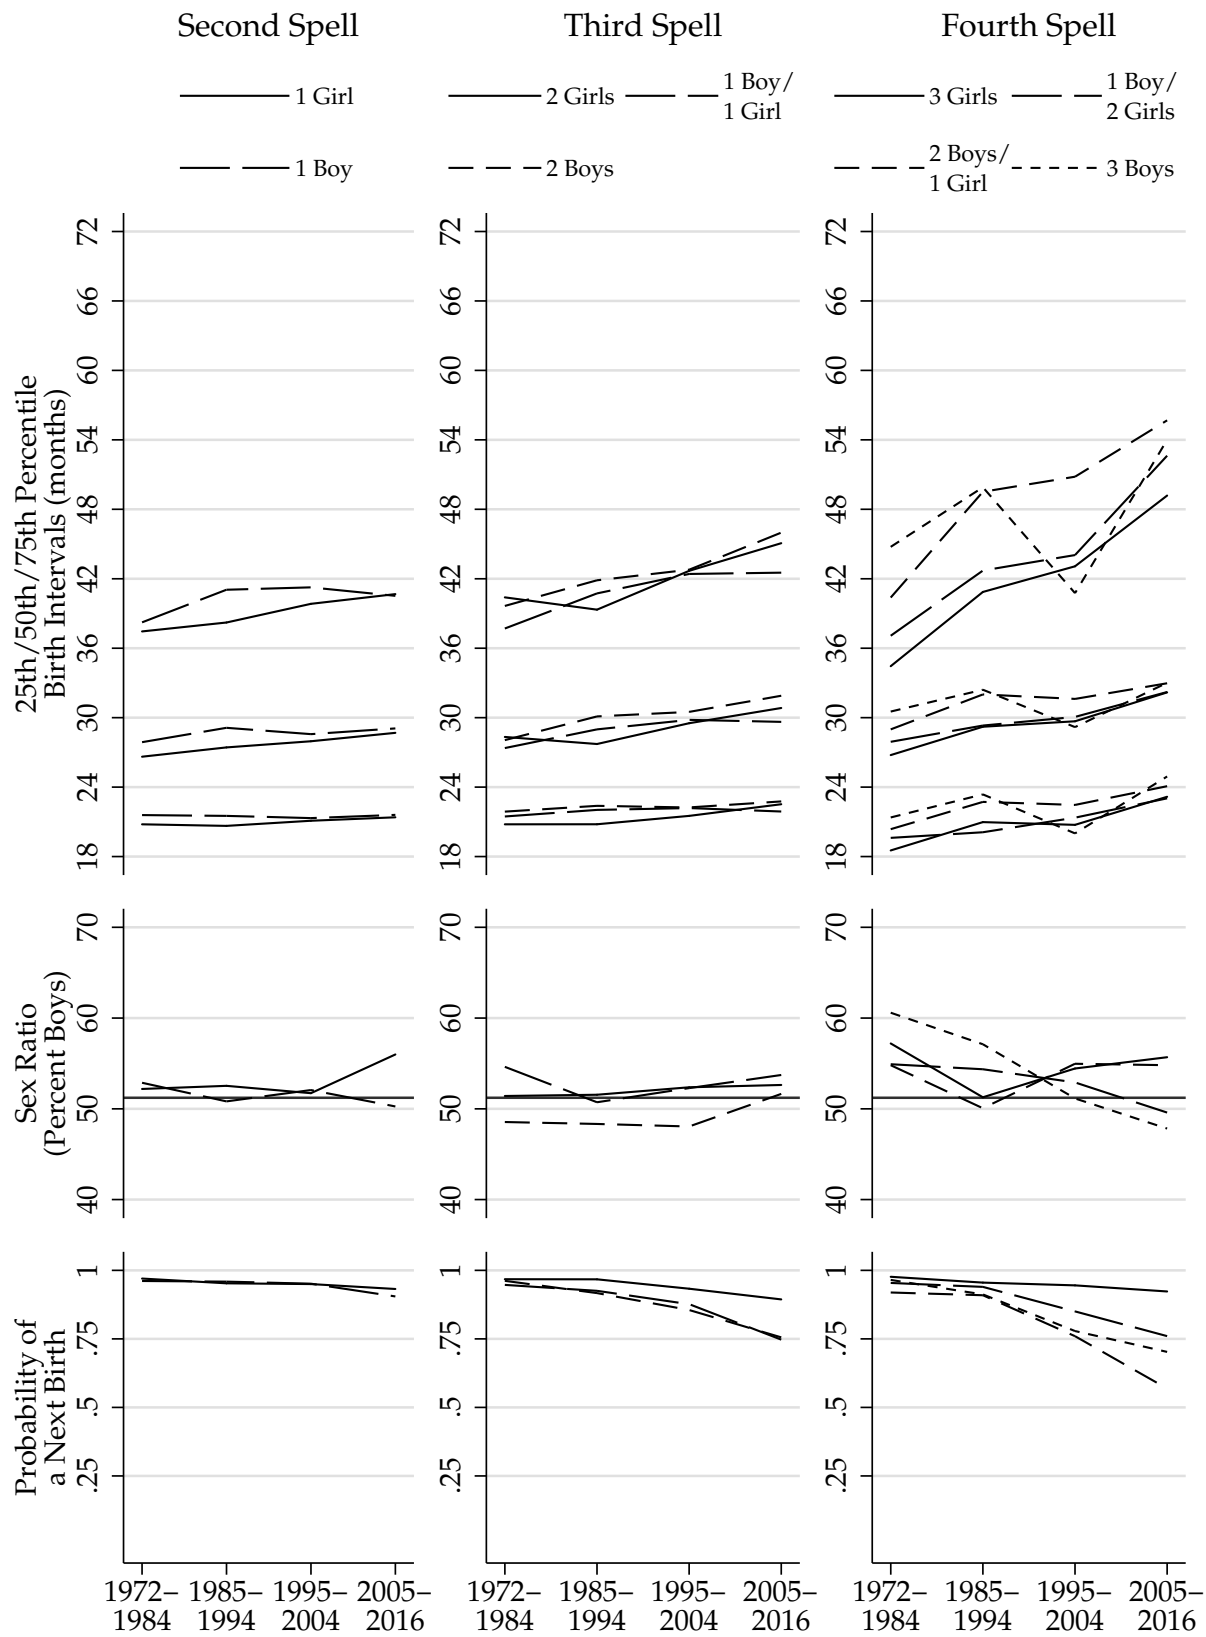 Second Spell
Third Spell
Fourth Spell
1 Girl
1 Boy
2 Girls
1 Boy/
1 Girl
2 Boys
3 Girls
1 Boy/
2 Girls
2 Boys/
1 Girl
3 Boys
25th/50th/75th Percentile
Birth Intervals (months)
72
66
60
54
48
42
36
30
24
18
72
66
60
54
48
42
36
30
24
18
72
66
60
54
48
42
36
30
24
18
Sex Ratio
(Percent Boys)
70
60
50
40
70
60
50
40
70
60
50
40
Probability of
a Next Birth
1
.75
.5
.25
1
.75
.5
.25
1
.75
.5
.25
1972– 1985– 1995– 2005–
1984 1994 2004 2016
1972– 1985– 1995– 2005–
1984 1994 2004 2016
1972– 1985– 1995– 2005–
1984 1994 2004 2016